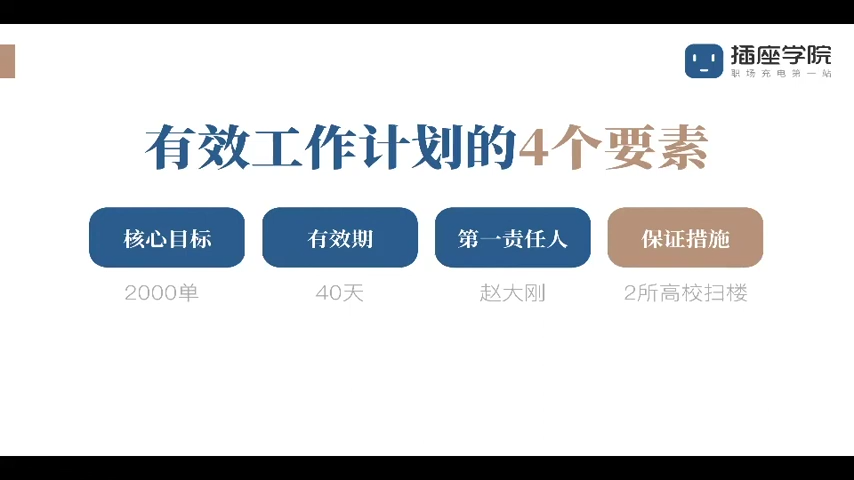 插座学院
职场充电第一站
有效工作计划的4个要素
核心目标 有效期 第一责任人 保证措施
2000单 40天 赵大刚 2所高校扫楼